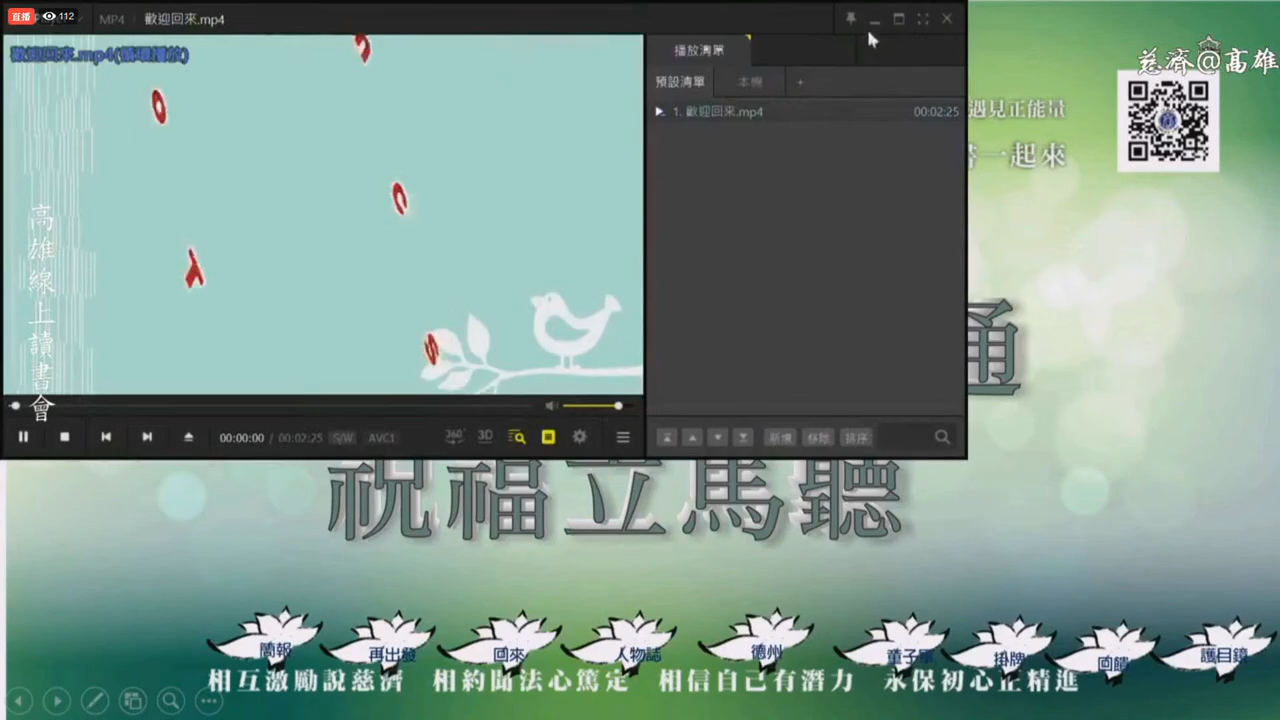 直播 112
MP4 歡迎回來.mp4
歡迎回來.mp4(循環播放)
播放清單
預設清單 本機 +
1. 歡迎回來.mp4 00:02:25
慈濟@高雄
遇見正能量
一起來
高雄線上讀書會
00:00:00 / 00:02:25 S/W AVC1
360° 3D
新增 移除 排序
通
祝福立馬聽
簡報 再出發 回來 人物誌 德州 童子軍 掛牌 回饋 護目鏡
相互激勵說慈濟 相約聞法心篤定 相信自己有潛力 永保初心正精進